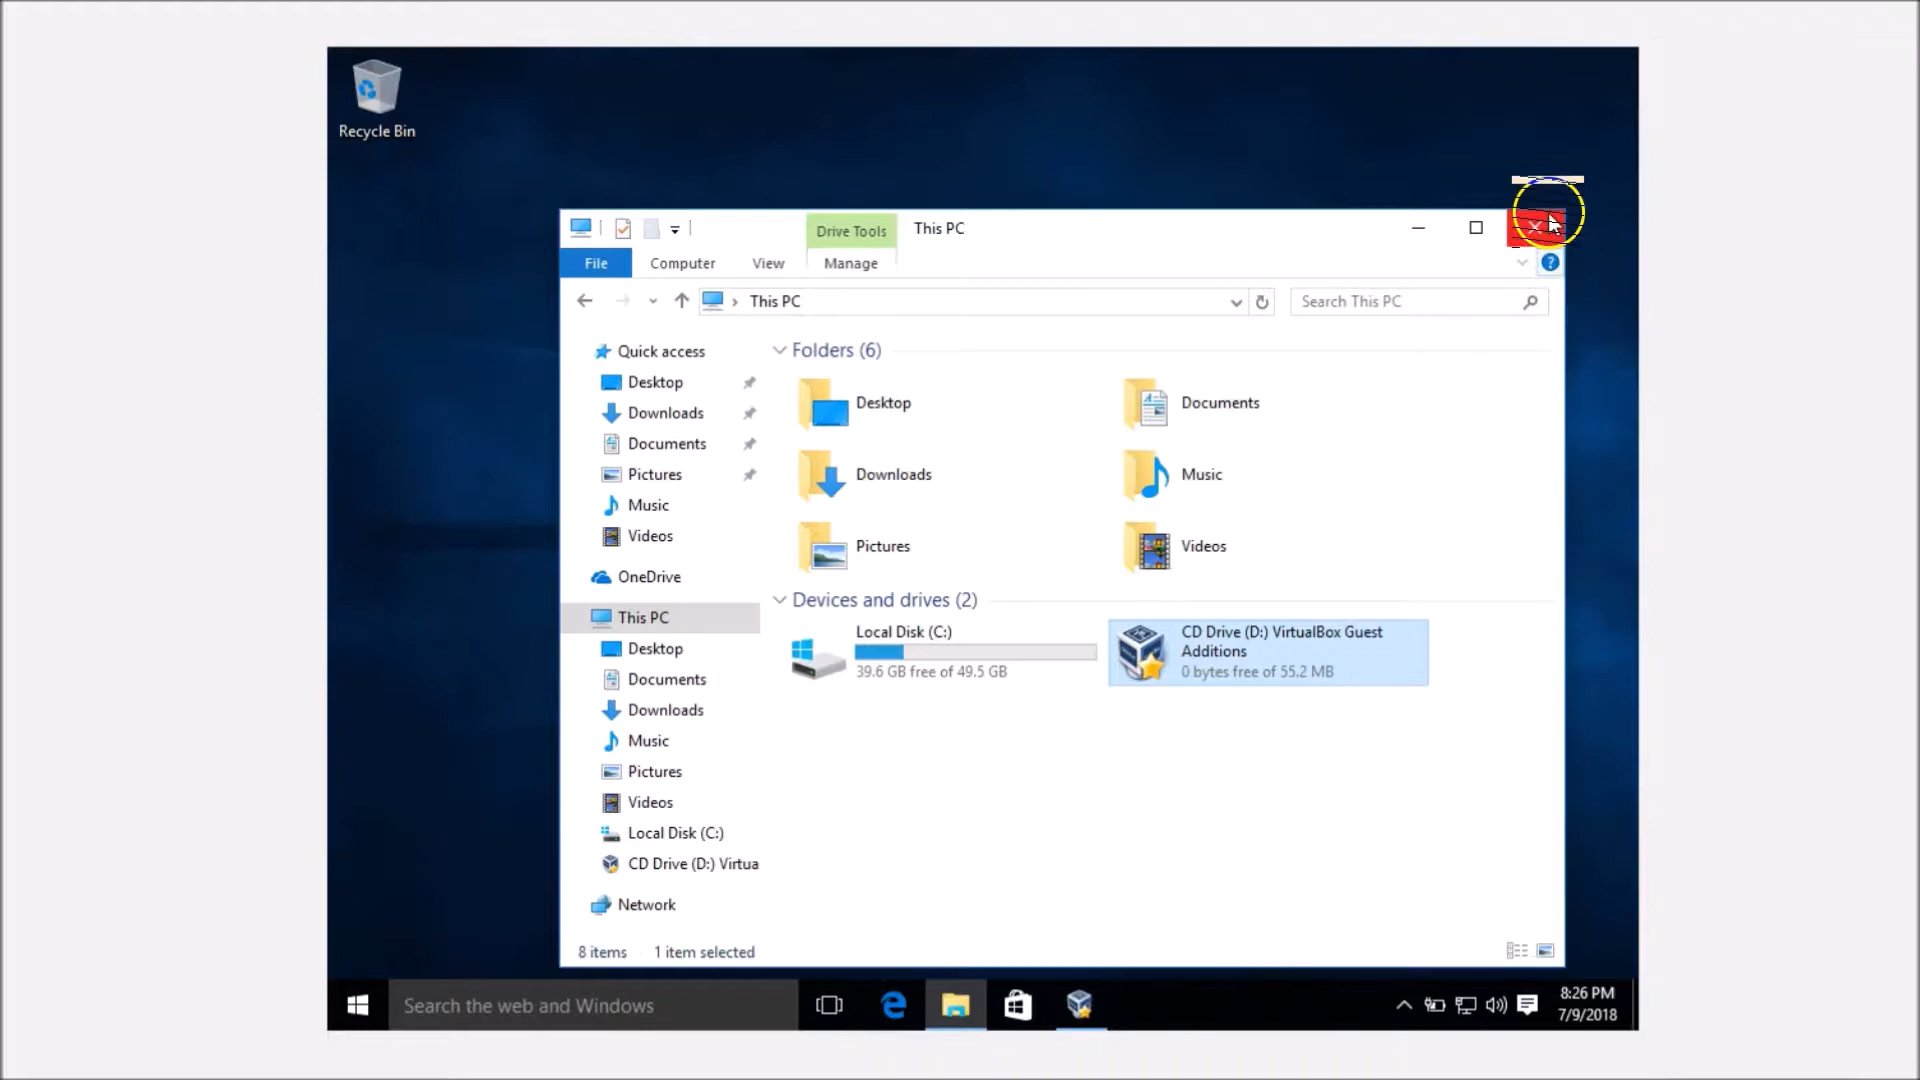 Recycle Bin
Drive Tools
This PC
File
Computer
View
Manage
This PC
Search This PC
Quick access
Desktop
Downloads
Documents
Pictures
Music
Videos
OneDrive
This PC
Desktop
Documents
Downloads
Music
Pictures
Videos
Local Disk (C:)
CD Drive (D:) Virtua
Network
Folders (6)
Desktop
Documents
Downloads
Music
Pictures
Videos
Devices and drives (2)
Local Disk (C:)
39.6 GB free of 49.5 GB
CD Drive (D:) VirtualBox Guest
Additions
0 bytes free of 55.2 MB
8 items
1 item selected
Search the web and Windows
8:26 PM
7/9/2018